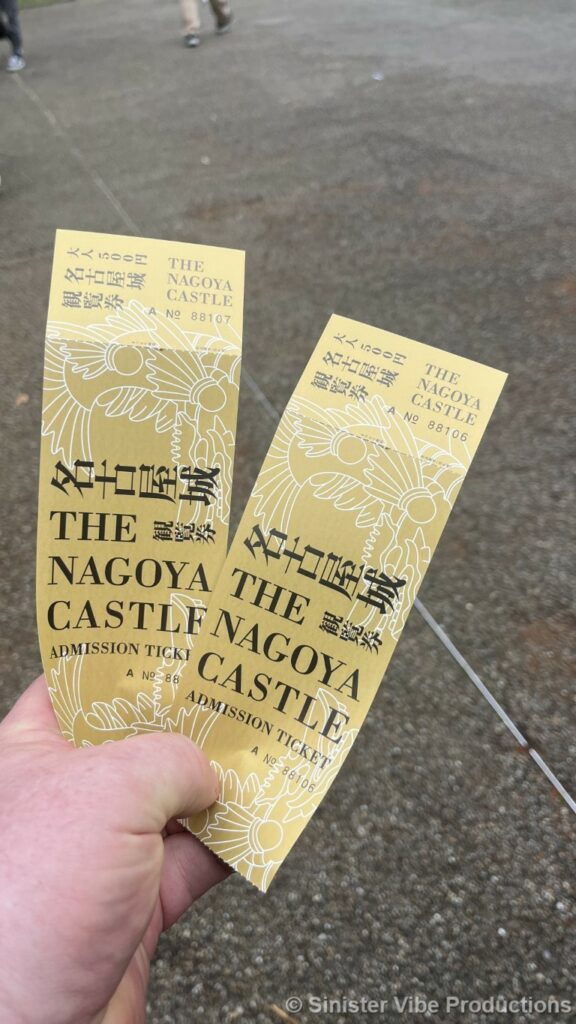 大人500円
名古屋城
観覧券
THE
NAGOYA
CASTLE
A № 88107
名古屋城
観覧券
THE
NAGOYA
CASTLE
ADMISSION TICKE
A № 88
大人500円
名古屋城
観覧券
THE
NAGOYA
CASTLE
A № 88106
名古屋城
観覧券
THE
NAGOYA
CASTLE
ADMISSION TICKET
A № 88106
© Sinister Vibe Productions